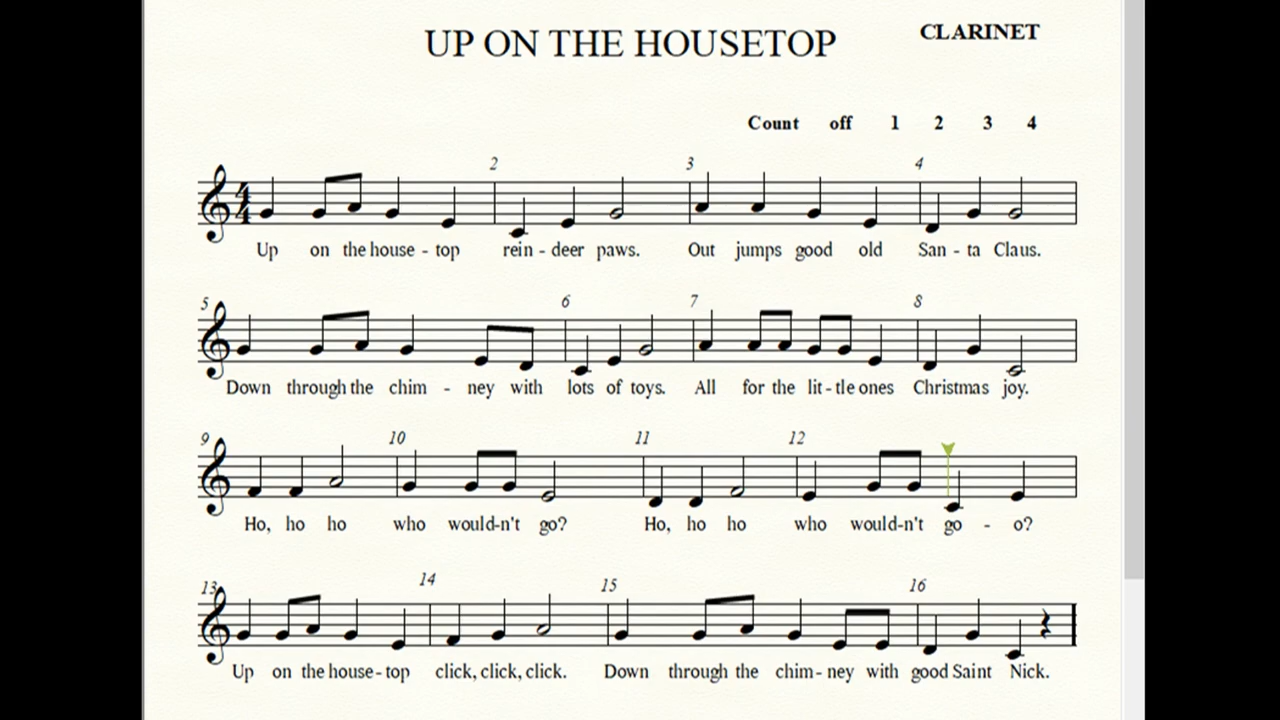 CLARINET
UP ON THE HOUSETOP
Count off 1 2 3 4
2 3 4
Up on the house - top rein - deer paws. Out jumps good old San - ta Claus.
5 6 7 8
Down through the chim - ney with lots of toys. All for the lit - tle ones Christmas joy.
9 10 11 12
Ho, ho ho who would-n't go? Ho, ho ho who would-n't go - o?
13 14 15 16
Up on the house - top click, click, click. Down through the chim - ney with good Saint Nick.